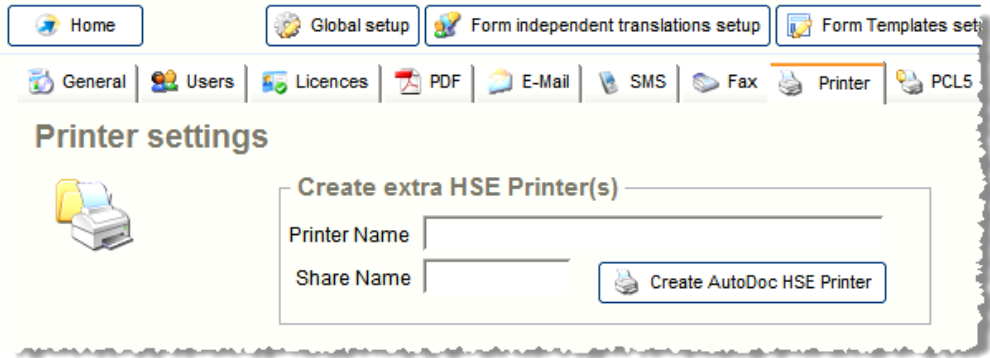 Home Global setup Form independent translations setup Form Templates
General Users Licences PDF E-Mail SMS Fax Printer PCL5
Printer settings
Create extra HSE Printer(s)
Printer Name
Share Name Create AutoDoc HSE Printer